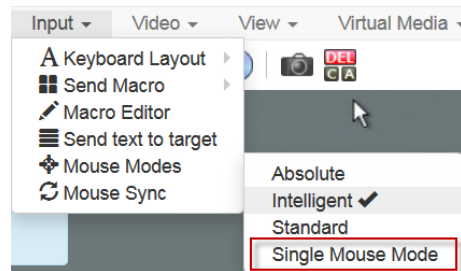 Input Video View Virtual Media
DEL
C A
A Keyboard Layout
Send Macro
Macro Editor
Send text to target
Mouse Modes
Mouse Sync
Absolute
Intelligent ✔
Standard
Single Mouse Mode